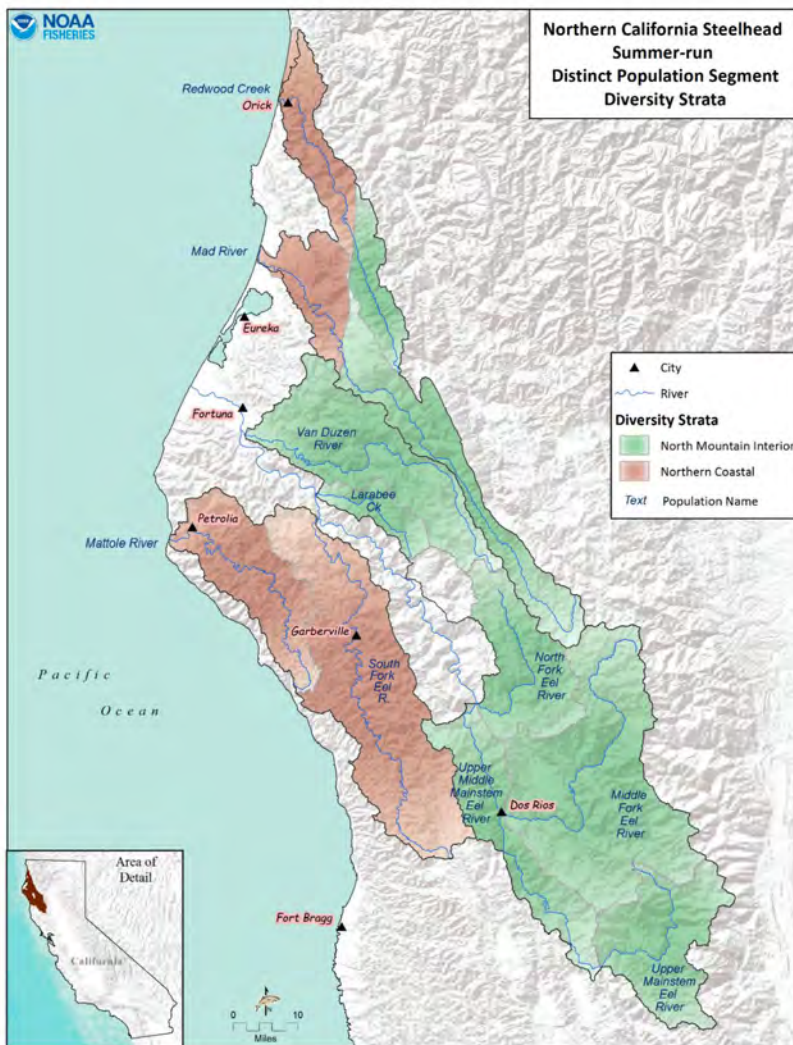 NOAA
FISHERIES
Northern California Steelhead
Summer-run
Distinct Population Segment
Diversity Strata
Redwood Creek
Orick
Mad River
Eureka
Fortuna
Van Duzen
River
Larabee
Ck
Petrolia
Mattole River
Garberville
South
Fork
Eel
R.
North
Fork
Eel
River
Pacific
Ocean
Upper
Middle
Mainstem
Eel
River
Dos Rios
Middle
Fork
Eel
River
Fort Bragg
Upper
Mainstem
Eel
River
City
River
Diversity Strata
North Mountain Interior
Northern Coastal
Text Population Name
Area of
Detail
California
N
0 10
Miles